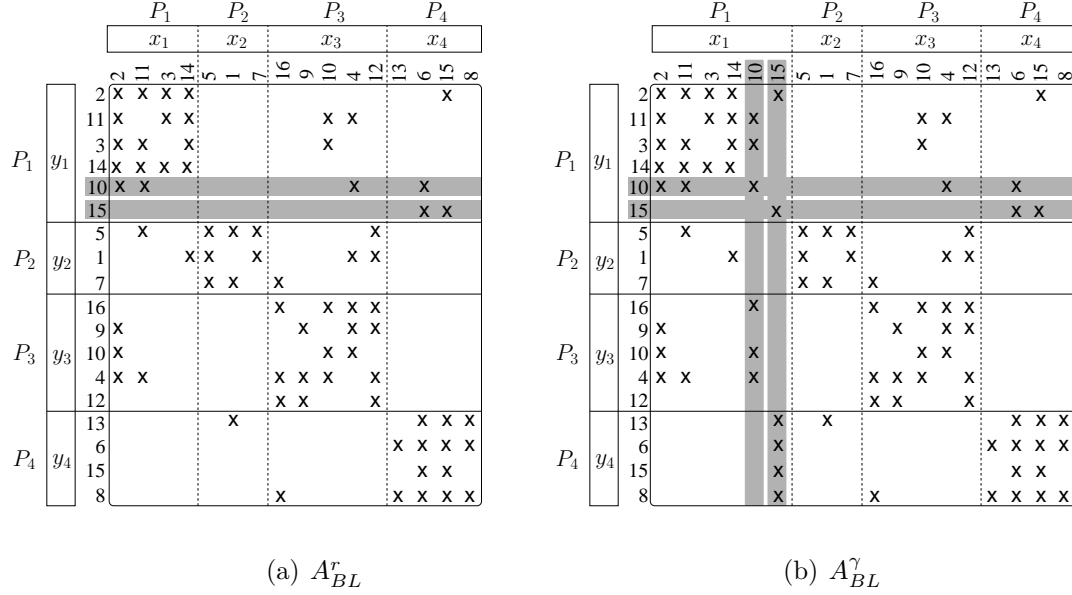 P1 P2 P3 P4
x1 x2 x3 x4
2 11 3 14 5 1 7 16 9 10 4 12 13 6 15 8
P1 y1
2 x x x x x
11 x x x x x
3 x x x x
14 x x x x
10 x x x x
15 x x
P2 y2
5 x x x x x
1 x x x x x
7 x x x
P3 y3
16 x x x x
9 x x x x
10 x x x
4 x x x x x x
12 x x x
P4 y4
13 x x x x
6 x x x x
15 x x
8 x x x x x
(a) A^r_BL
P1 P2 P3 P4
x1 x2 x3 x4
2 11 3 14 10 15 5 1 7 16 9 10 4 12 13 6 15 8
P1 y1
2 x x x x x x
11 x x x x x x
3 x x x x x
14 x x x x
10 x x x x x
15 x x x
P2 y2
5 x x x x x
1 x x x x x
7 x x x
P3 y3
16 x x x x x
9 x x x x
10 x x x x
4 x x x x x x x
12 x x x
P4 y4
13 x x x x x
6 x x x x x
15 x x x
8 x x x x x x
(b) A^γ_BL